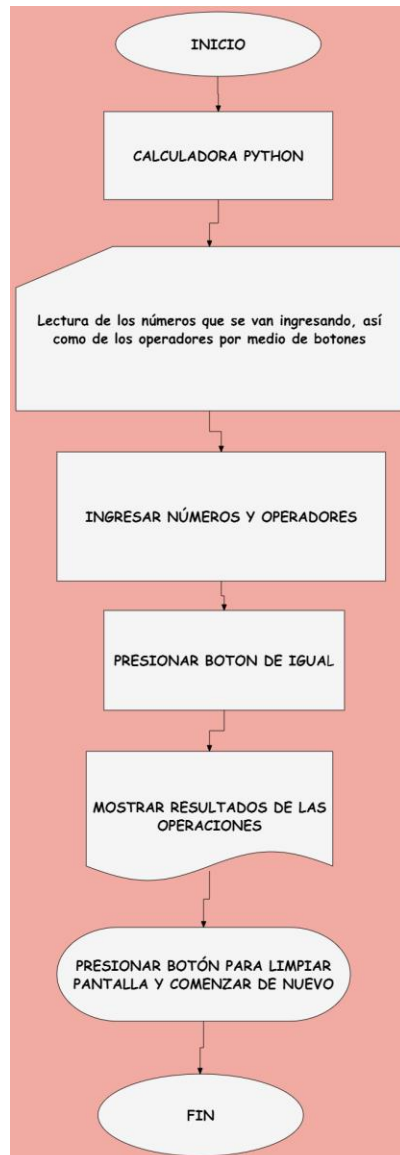 INICIO
CALCULADORA PYTHON
Lectura de los números que se van ingresando, así
como de los operadores por medio de botones
INGRESAR NÚMEROS Y OPERADORES
PRESIONAR BOTON DE IGUAL
MOSTRAR RESULTADOS DE LAS
OPERACIONES
PRESIONAR BOTÓN PARA LIMPIAR
PANTALLA Y COMENZAR DE NUEVO
FIN